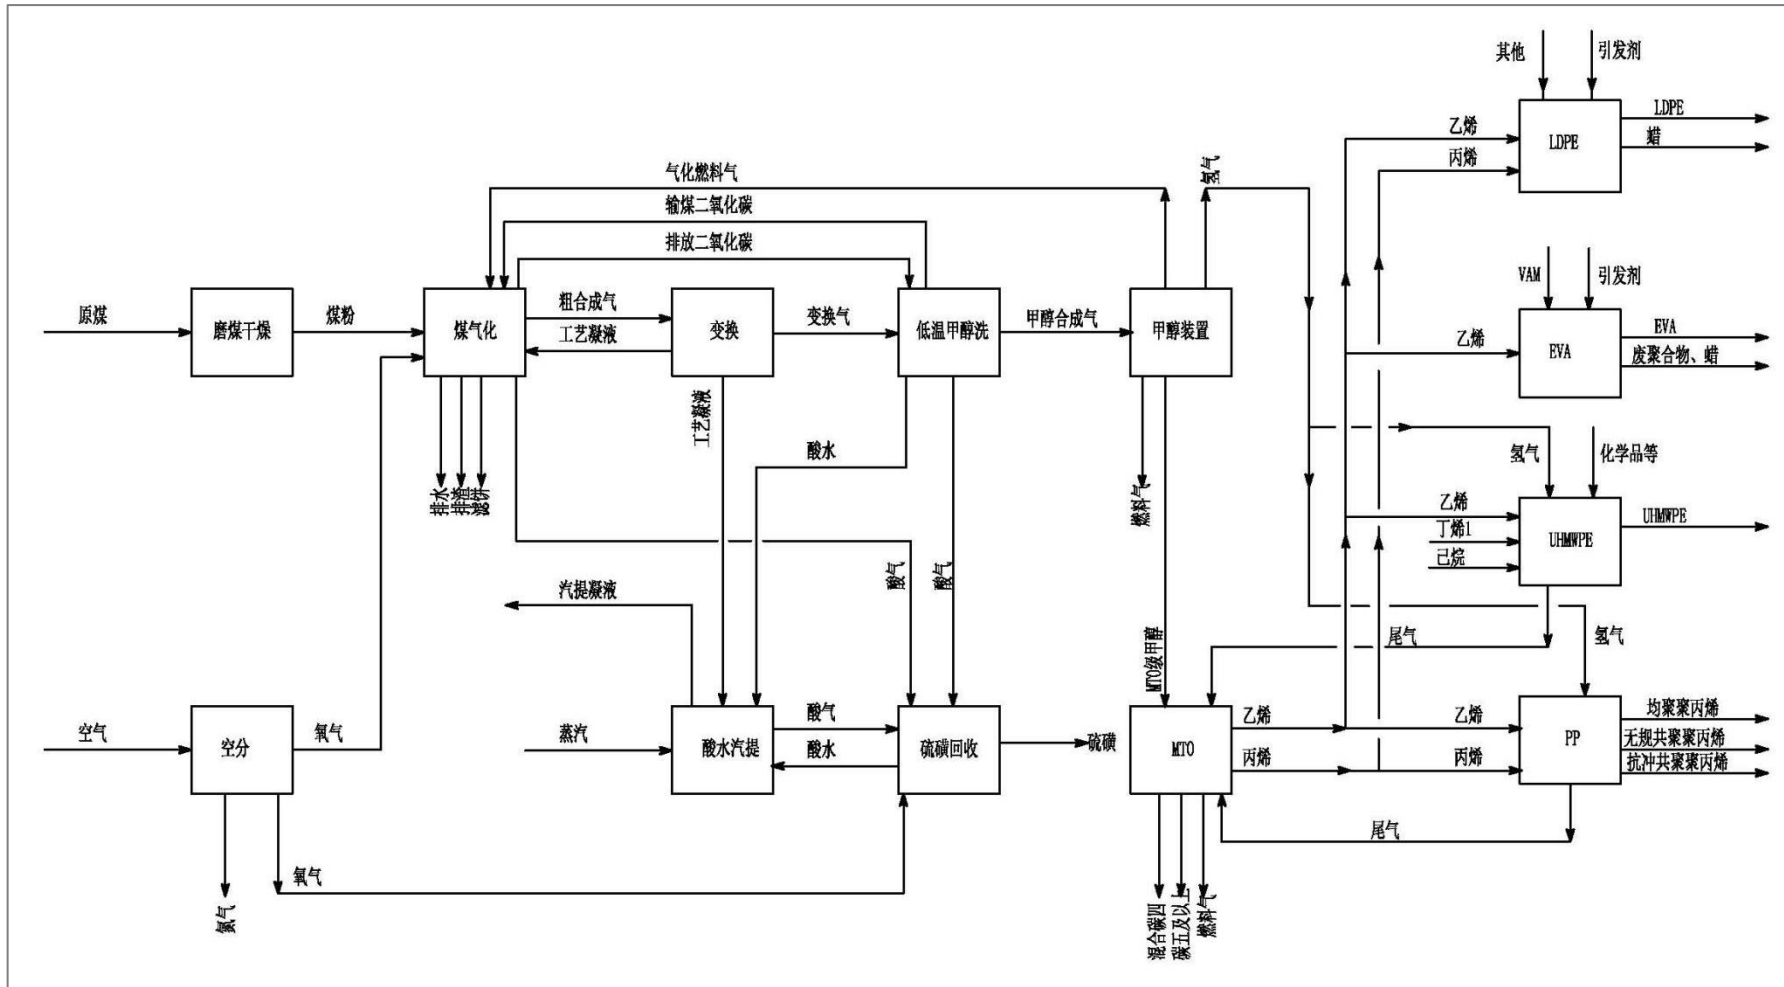 其他
引发剂
LDPE
蜡
乙烯
丙烯
LDPE
气化燃料气
氢气
输煤二氧化碳
排放二氧化碳
VAM
引发剂
原煤
磨煤干燥
煤粉
煤气化
粗合成气
工艺凝液
变换
变换气
低温甲醇洗
甲醇合成气
甲醇装置
乙烯
EVA
EVA
废聚合物、蜡
工艺凝液
酸水
排水
排渣
滤饼
燃料气
氢气
化学品等
乙烯
丁烯1
己烷
UHMWPE
UHMWPE
酸气
酸气
汽提凝液
MTO级甲醇
尾气
氢气
空气
空分
氧气
蒸汽
酸水汽提
酸气
酸水
硫磺回收
硫磺
MTO
乙烯
丙烯
乙烯
丙烯
PP
均聚聚丙烯
无规共聚聚丙烯
抗冲共聚聚丙烯
尾气
氧气
氮气
混合碳四
碳五及以上
燃料气